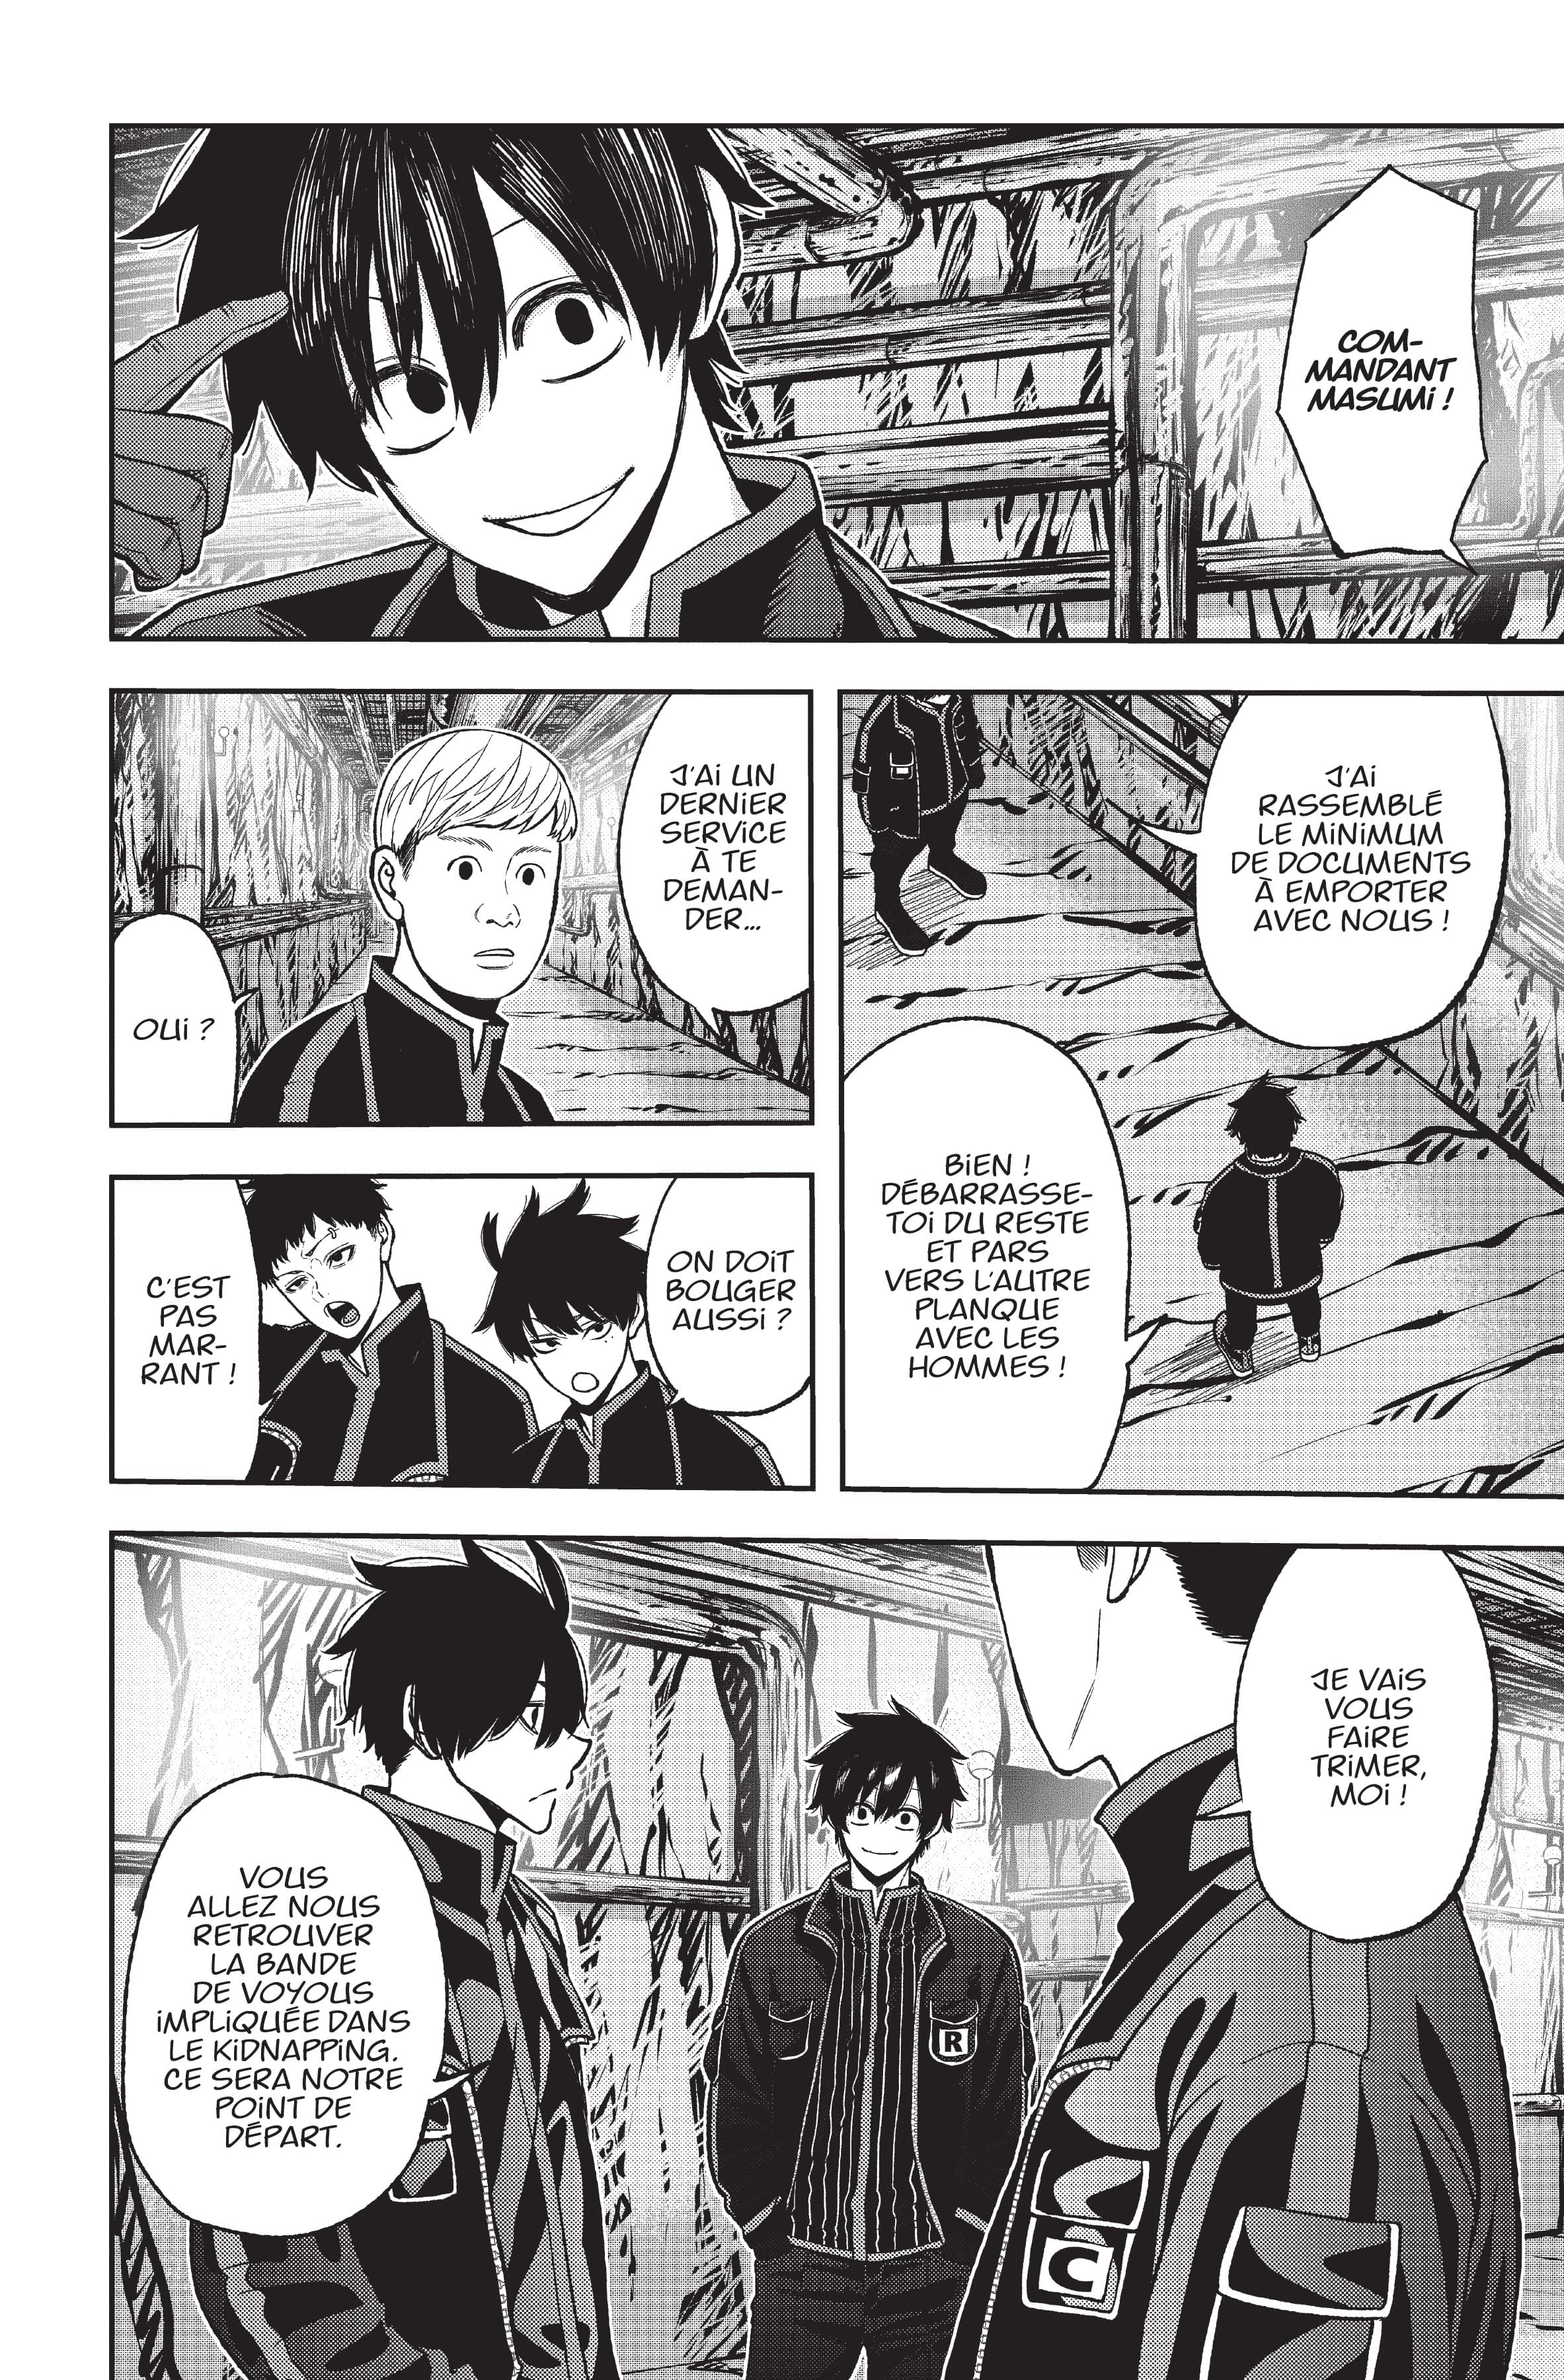 COM-
MANDANT
MASUMI !
J'AI
RASSEMBLÉ
LE MINIMUM
DE DOCUMENTS
À EMPORTER
AVEC NOUS !
BIEN !
DÉBARRASSE-
TOI DU RESTE
ET PARS
VERS L'AUTRE
PLANQUE
AVEC LES
HOMMES !
J'AI UN
DERNIER
SERVICE
À TE
DEMAN-
DER...
OUI ?
ON DOIT
BOUGER
AUSSI ?
C'EST
PAS
MAR-
RANT !
JE VAIS
VOUS
FAIRE
TRIMER,
MOI !
VOUS
ALLEZ NOUS
RETROUVER
LA BANDE
DE VOYOUS
IMPLIQUÉE DANS
LE KIDNAPPING.
CE SERA NOTRE
POINT DE
DÉPART.
R
C